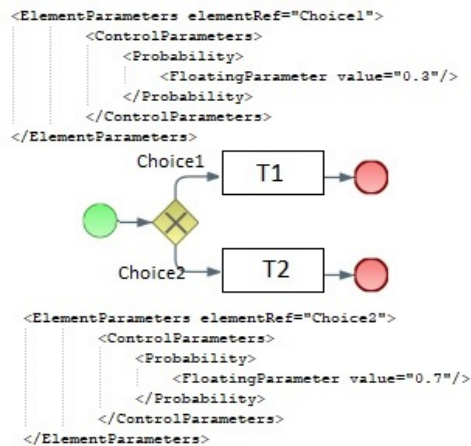 <ElementParameters elementRef="Choice1">
<ControlParameters>
<Probability>
<FloatingParameter value="0.3"/>
</Probability>
</ControlParameters>
</ElementParameters>
Choice1
T1
Choice2
T2
<ElementParameters elementRef="Choice2">
<ControlParameters>
<Probability>
<FloatingParameter value="0.7"/>
</Probability>
</ControlParameters>
</ElementParameters>